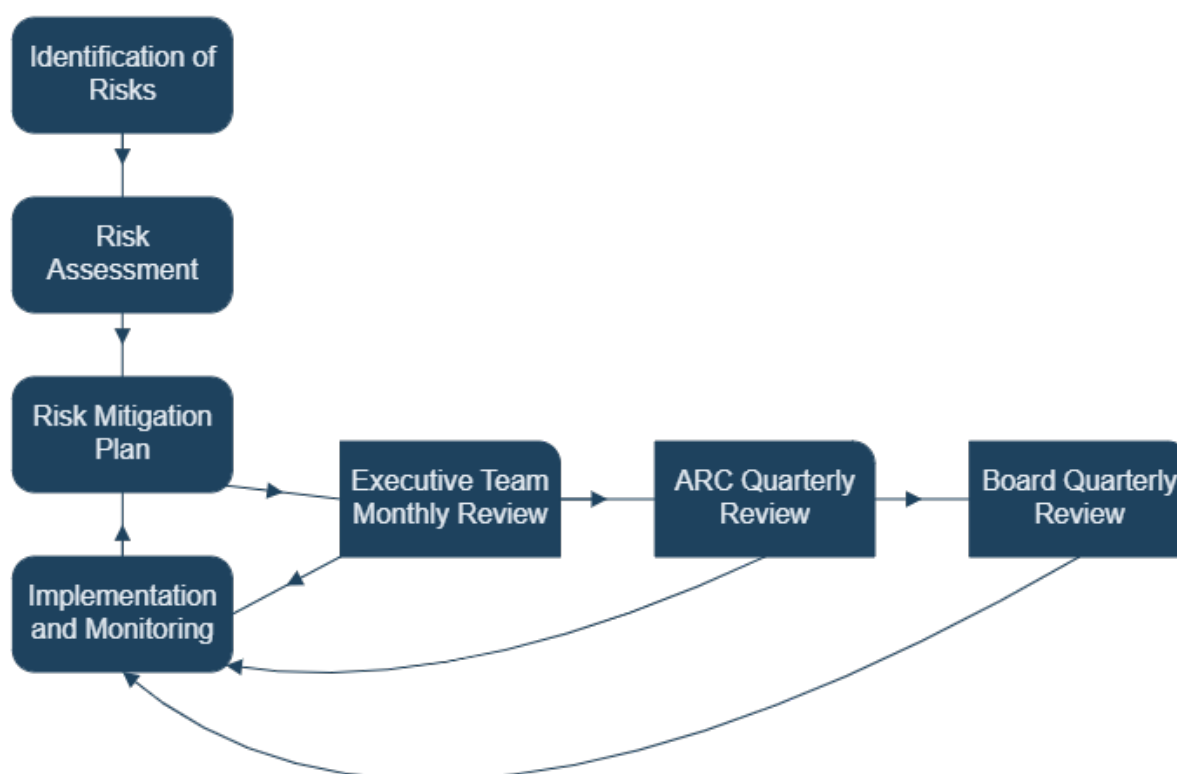 Identification of
Risks
Risk
Assessment
Risk Mitigation
Plan
Executive Team
Monthly Review
ARC Quarterly
Review
Board Quarterly
Review
Implementation
and Monitoring